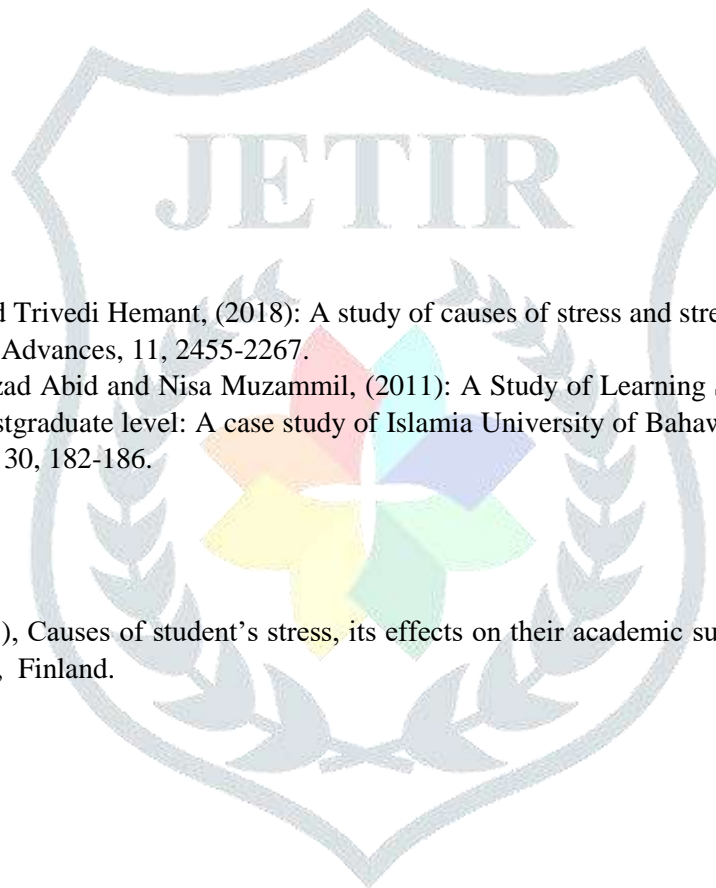 JETIR
d Trivedi Hemant, (2018): A study of causes of stress and stre
Advances, 11, 2455-2267.
zad Abid and Nisa Muzammil, (2011): A Study of Learning S
stgraduate level: A case study of Islamia University of Bahaw
30, 182-186.
), Causes of student’s stress, its effects on their academic su
, Finland.